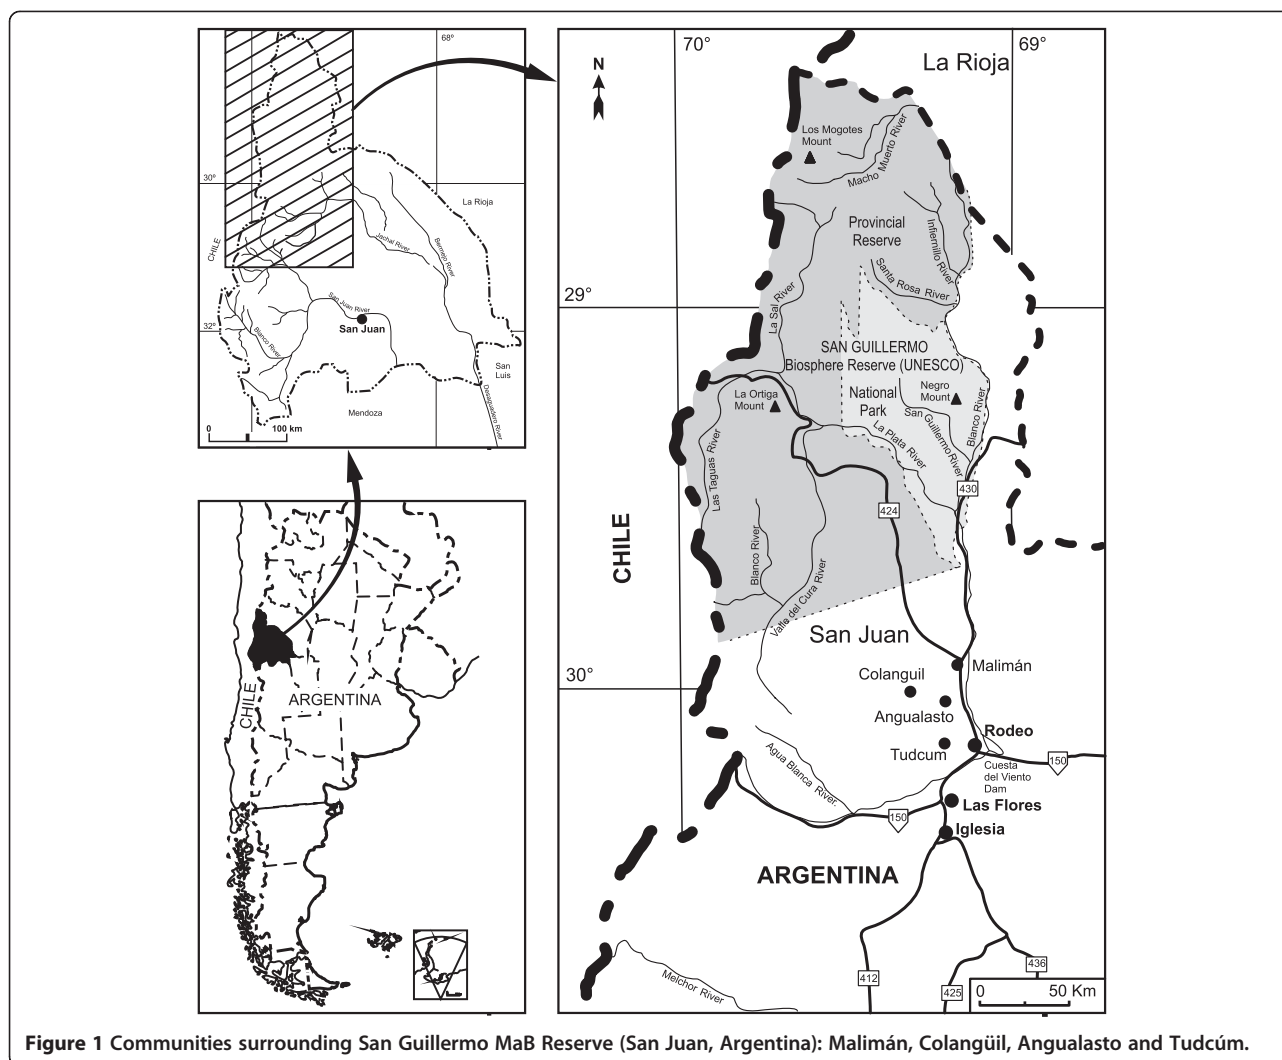 68°
30°
La Rioja
CHILE
Jachal River
Bermejo River
San Juan River
San Juan
32°
Blanco River
San
Luis
Mendoza
Desaguadero River
0 100 km
CHILE
ARGENTINA
70°
69°
La Rioja
N
Los Mogotes
Mount
Macho Muerto River
Provincial
Reserve
Infiernillo River
Santa Rosa River
La Sal River
29°
SAN GUILLERMO
Biosphere Reserve (UNESCO)
La Ortiga
Mount
National
Park
Negro
Mount
San Guillermo River
Blanco River
La Plata River
Las Taguas River
430
424
CHILE
Blanco River
Valle del Cura River
San Juan
Malimán
30°
Colanguil
Angualasto
Rodeo
Tudcum
Agua Blanca River.
Cuesta
del Viento
Dam
150
Las Flores
150
Iglesia
ARGENTINA
Melchor River
412
425
436
0 50 Km
Figure 1 Communities surrounding San Guillermo MaB Reserve (San Juan, Argentina): Malimán, Colangüil, Angualasto and Tudcúm.